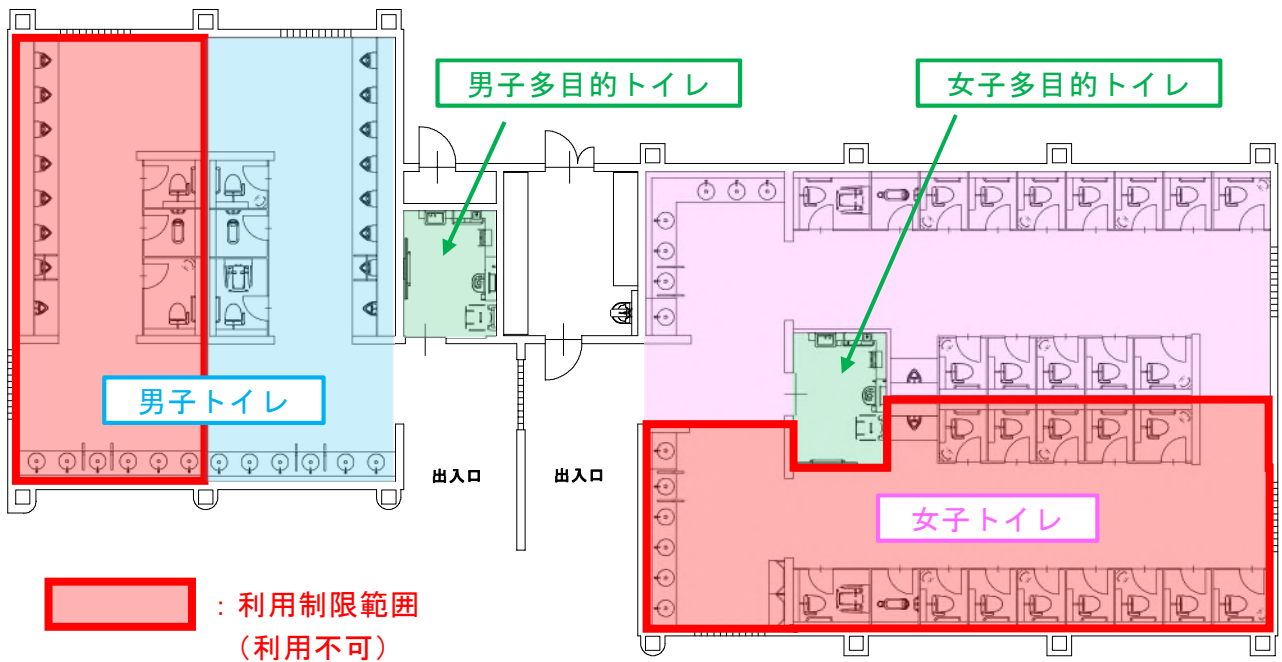 男子多目的トイレ
女子多目的トイレ
男子トイレ
出入口
出入口
女子トイレ
：利用制限範囲
（利用不可）